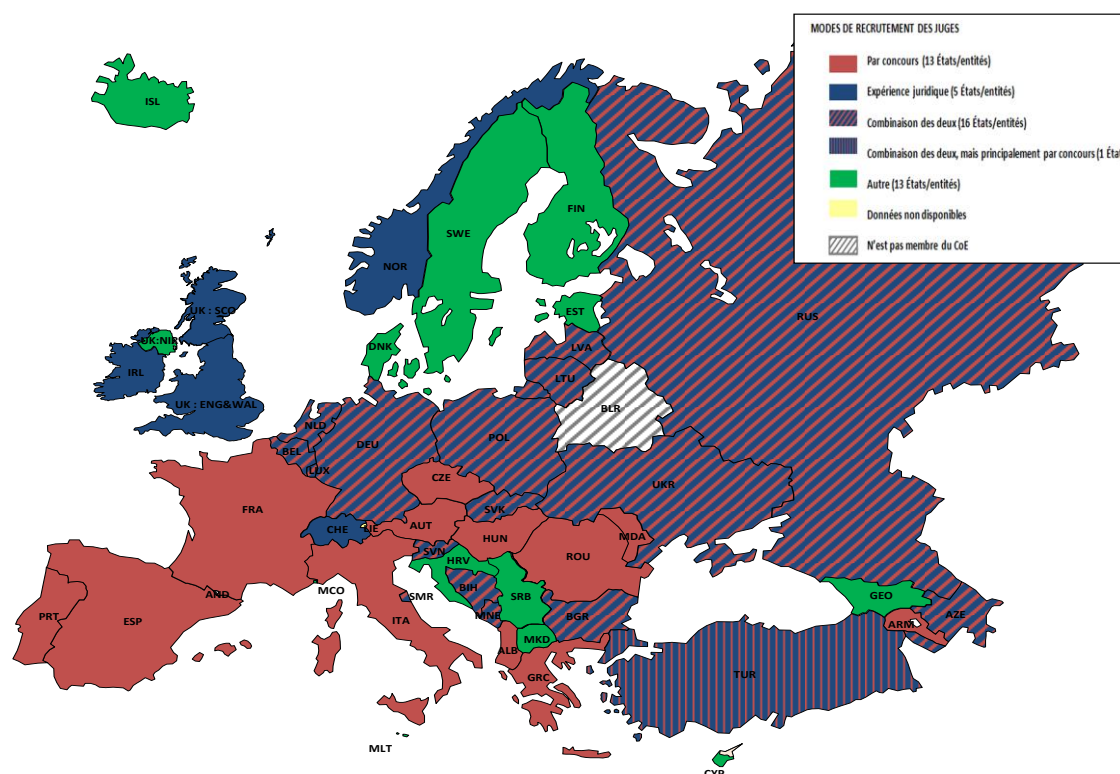 MODES DE RECRUTEMENT DES JUGES
Par concours (13 États/entités)
Expérience juridique (5 États/entités)
Combinaison des deux (16 États/entités)
Combinaison des deux, mais principalement par concours (1 État
Autre (13 États/entités)
Données non disponibles
N'est pas membre du CoE
ISL
NOR
SWE
FIN
RUS
UK : SCO
UK:NIR
IRL
UK : ENG&WAL
DNK
EST
LVA
LTU
BLR
NLD
BEL
LUX
DEU
POL
UKR
CZE
SVK
FRA
CHE
LIE
AUT
HUN
MDA
ROU
SVN
HRV
BIH
SRB
MNE
BGR
MKD
ALB
GRC
PRT
ESP
AND
MCO
SMR
ITA
MLT
GEO
ARM
AZE
TUR
CYP